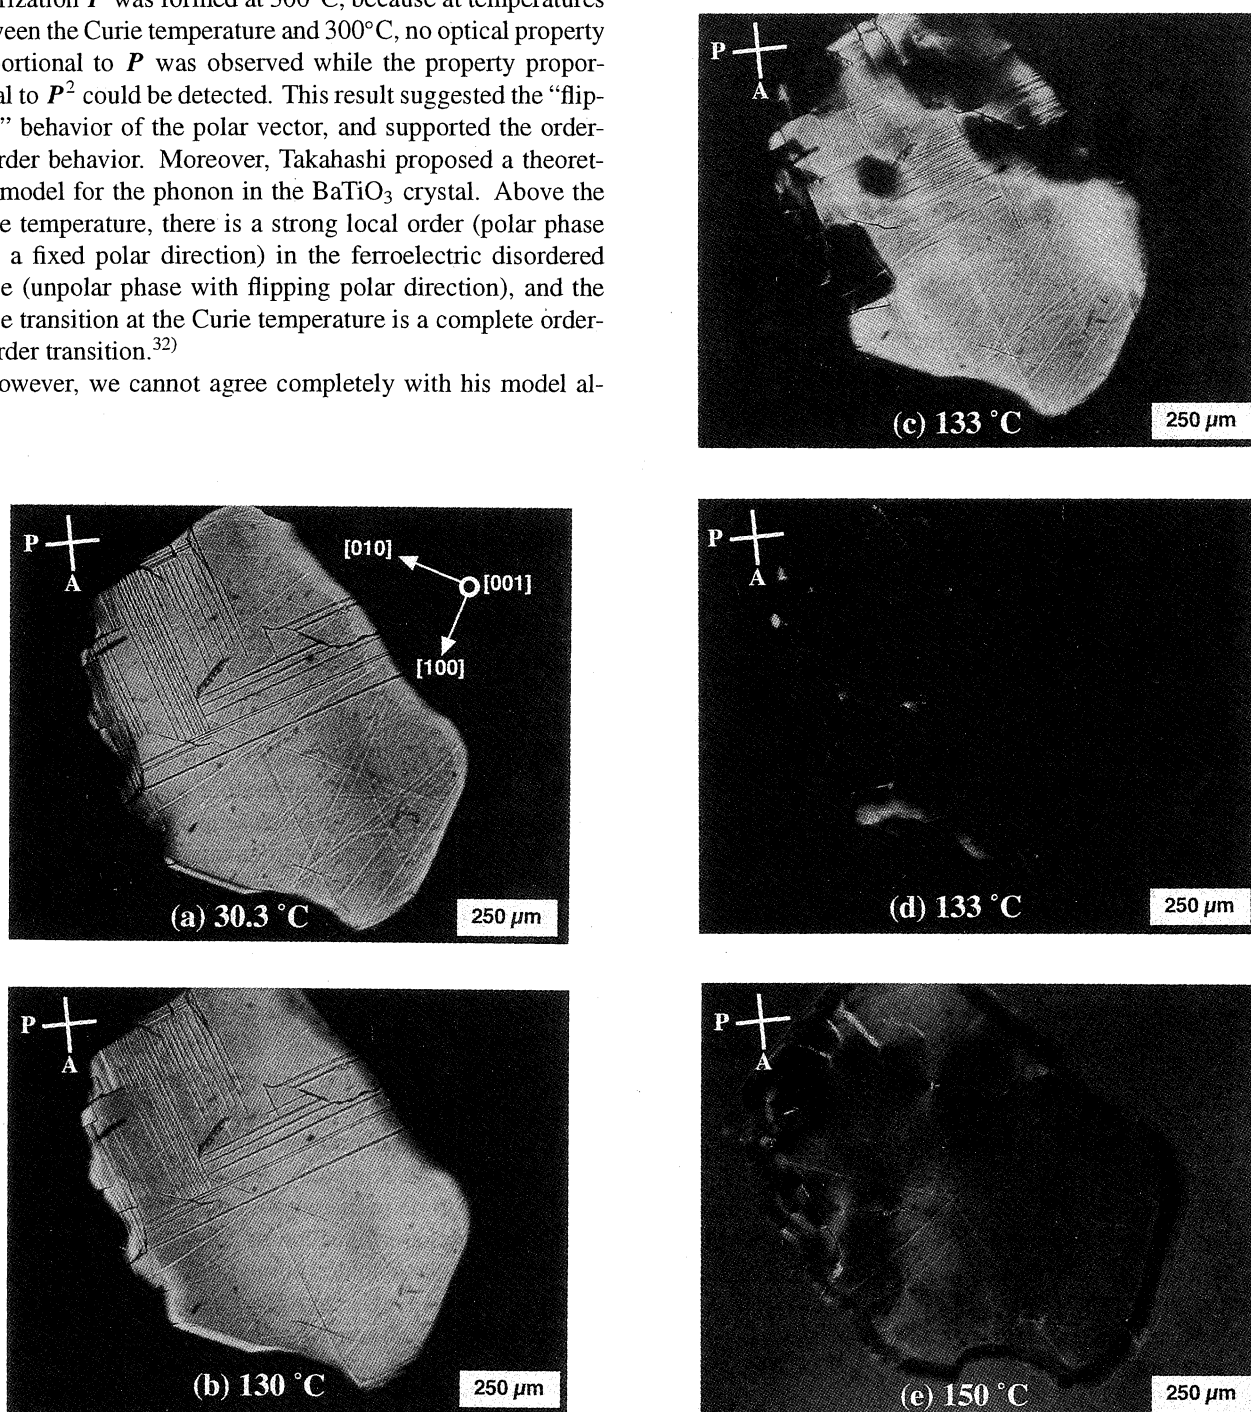 rization P was formed at 300°C, because at temperatures
ween the Curie temperature and 300°C, no optical property
ortional to P was observed while the property propor-
al to P² could be detected. This result suggested the “flip-
” behavior of the polar vector, and supported the order-
rder behavior. Moreover, Takahashi proposed a theoret-
model for the phonon in the BaTiO₃ crystal. Above the
e temperature, there is a strong local order (polar phase
a fixed polar direction) in the ferroelectric disordered
e (unpolar phase with flipping polar direction), and the
e transition at the Curie temperature is a complete order-
rder transition.³²⁾
owever, we cannot agree completely with his model al-
P
A
[010]
[001]
[100]
(a) 30.3 °C
250 µm
P
A
(b) 130 °C
250 µm
P
A
(c) 133 °C
250 µm
P
A
(d) 133 °C
250 µm
P
A
(e) 150 °C
250 µm